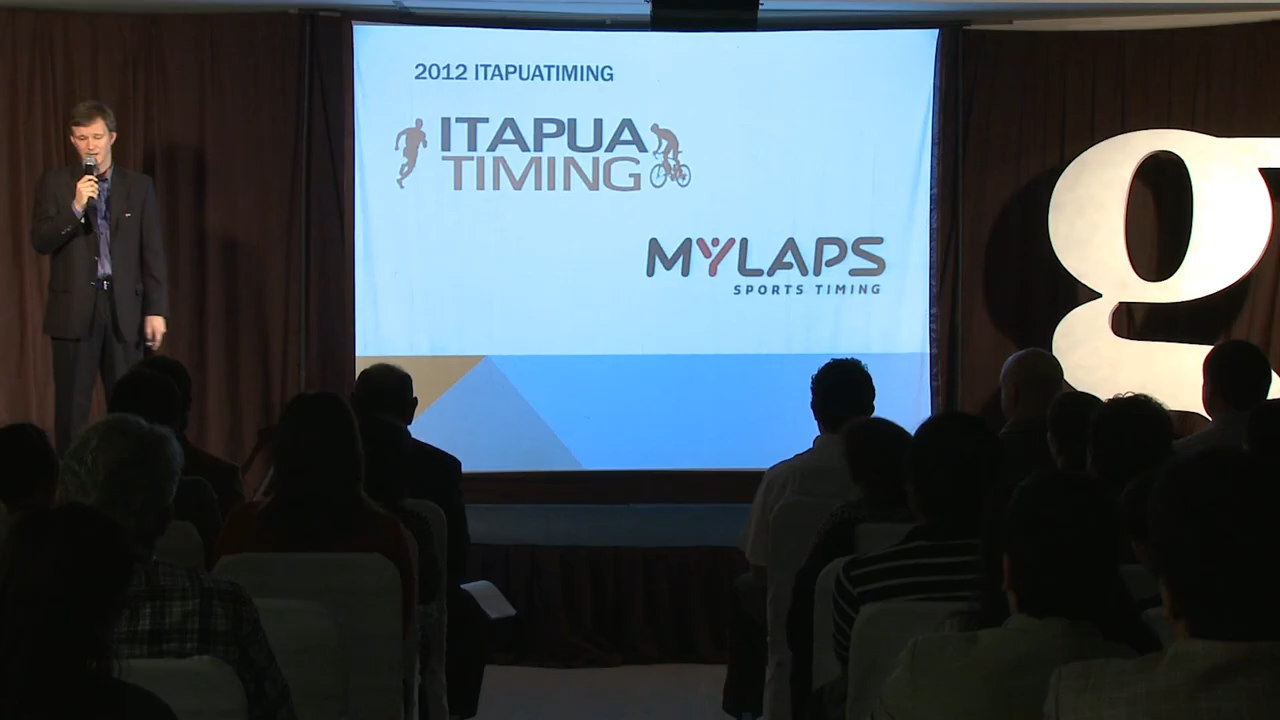 2012 ITAPUATIMING
ITAPUA
TIMING
MYLAPS
SPORTS TIMING
g